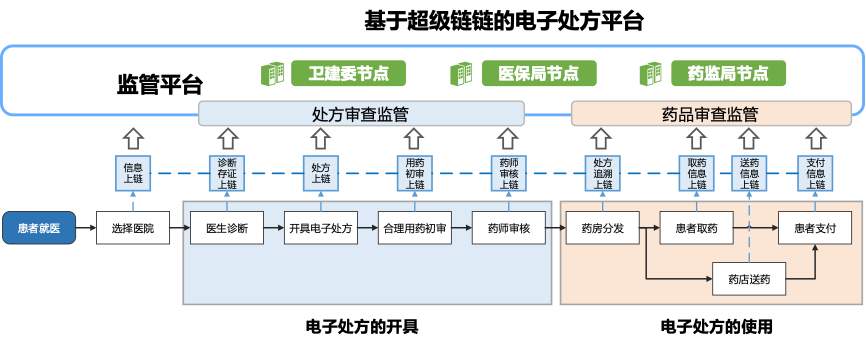 基于超级链链的电子处方平台
监管平台
卫建委节点
医保局节点
药监局节点
处方审查监管
药品审查监管
信息
上链
诊断
存证
上链
处方
上链
用药
初审
上链
药师
审核
上链
处方
追溯
上链
取药
信息
上链
送药
信息
上链
支付
信息
上链
患者就医
选择医院
医生诊断
开具电子处方
合理用药初审
药师审核
药房分发
患者取药
患者支付
药店送药
电子处方的开具
电子处方的使用